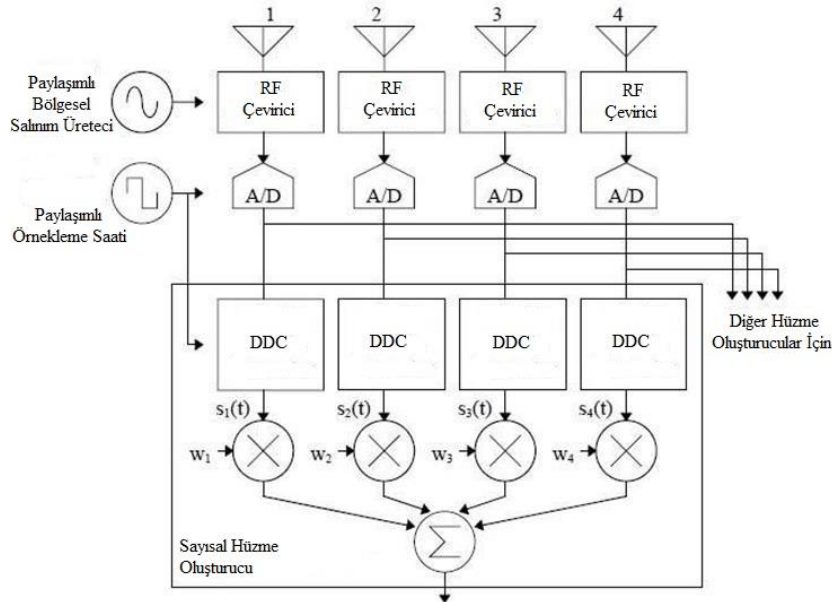 1 2 3 4
Paylaşımlı
Bölgesel
Salınım Üreteci
RF
Çevirici
RF
Çevirici
RF
Çevirici
RF
Çevirici
A/D A/D A/D A/D
Paylaşımlı
Örnekleme Saati
DDC DDC DDC DDC
Diğer Hüzme
Oluşturucular İçin
s₁(t) s₂(t) s₃(t) s₄(t)
w₁ w₂ w₃ w₄
Σ
Sayısal Hüzme
Oluşturucu